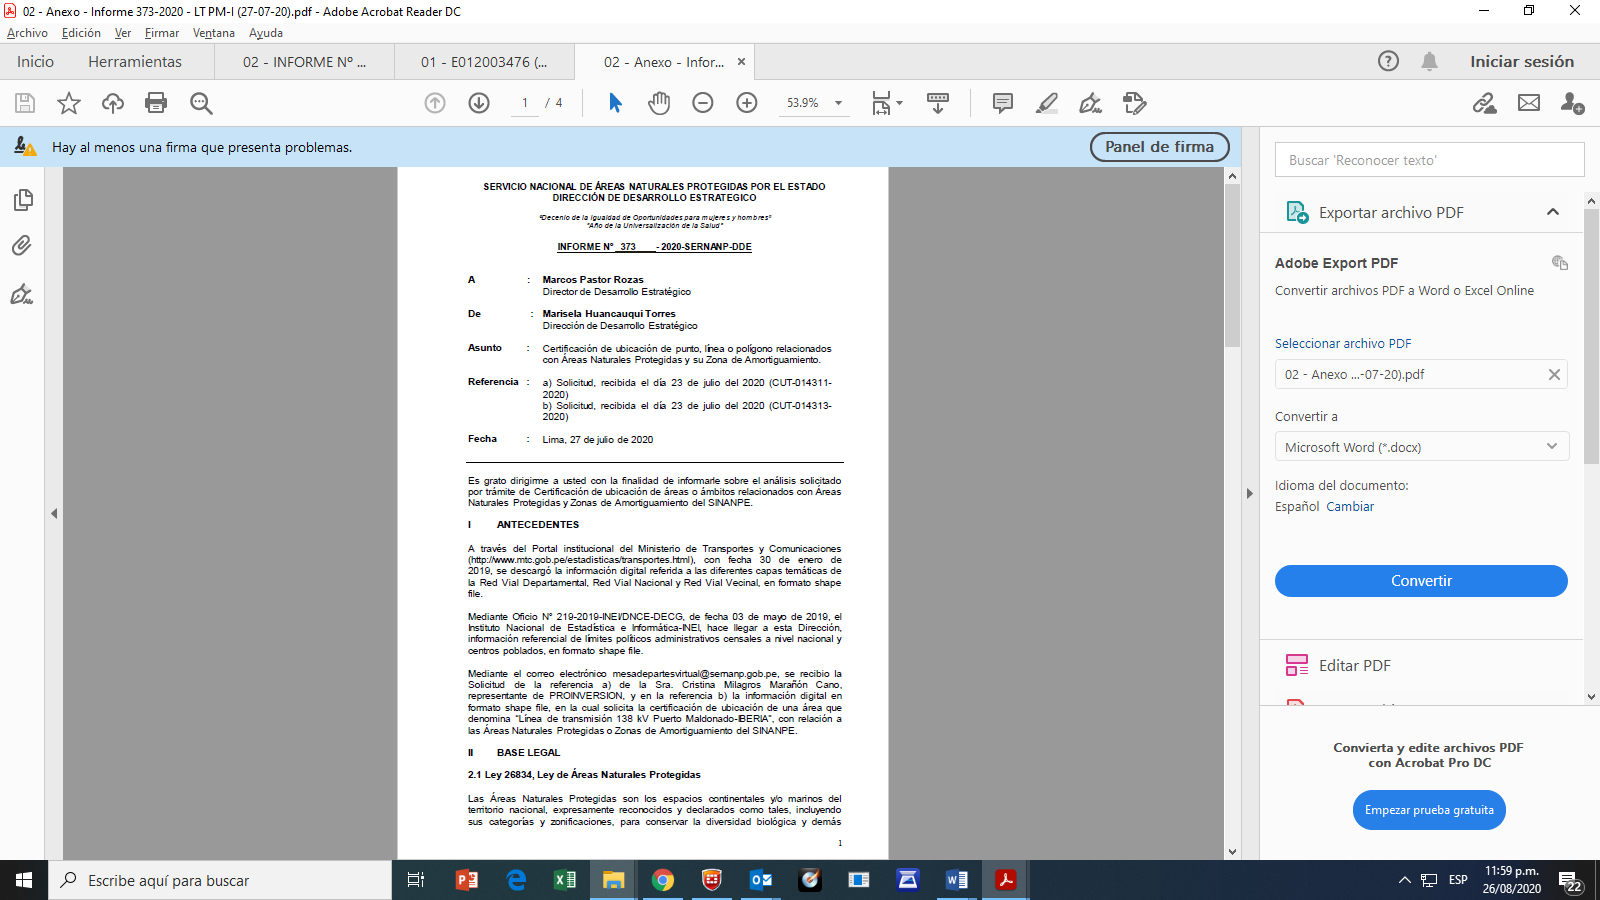 02 - Anexo - Informe 373-2020 - LT PM-I (27-07-20).pdf - Adobe Acrobat Reader DC
Archivo Edición Ver Firmar Ventana Ayuda
Inicio Herramientas 02 - INFORME Nº ... 01 - E012003476 (... 02 - Anexo - Infor... × Iniciar sesión
1 / 4 53.9%
Hay al menos una firma que presenta problemas. Panel de firma
SERVICIO NACIONAL DE ÁREAS NATURALES PROTEGIDAS POR EL ESTADO
DIRECCIÓN DE DESARROLLO ESTRATEGICO
"Decenio de la Igualdad de Oportunidades para mujeres y hombres"
"Año de la Universalización de la Salud"
INFORME Nº _373____- 2020-SERNANP-DDE
A : Marcos Pastor Rozas
Director de Desarrollo Estratégico
De : Marisela Huancauqui Torres
Dirección de Desarrollo Estratégico
Asunto : Certificación de ubicación de punto, línea o polígono relacionados
con Áreas Naturales Protegidas y su Zona de Amortiguamiento.
Referencia : a) Solicitud, recibida el día 23 de julio del 2020 (CUT-014311-
2020)
b) Solicitud, recibida el día 23 de julio del 2020 (CUT-014313-
2020)
Fecha : Lima, 27 de julio de 2020
Es grato dirigirme a usted con la finalidad de informarle sobre el análisis solicitado
por trámite de Certificación de ubicación de áreas o ámbitos relacionados con Áreas
Naturales Protegidas y Zonas de Amortiguamiento del SINANPE.
I ANTECEDENTES
A través del Portal institucional del Ministerio de Transportes y Comunicaciones
(http://www.mtc.gob.pe/estadisticas/transportes.html), con fecha 30 de enero de
2019, se descargó la información digital referida a las diferentes capas temáticas de
la Red Vial Departamental, Red Vial Nacional y Red Vial Vecinal, en formato shape
file.
Mediante Oficio N° 219-2019-INEI/DNCE-DECG, de fecha 03 de mayo de 2019, el
Instituto Nacional de Estadística e Informática-INEI, hace llegar a esta Dirección,
información referencial de límites políticos administrativos censales a nivel nacional y
centros poblados, en formato shape file.
Mediante el correo electrónico mesadepartesvirtual@sernanp.gob.pe, se recibio la
Solicitud de la referencia a) de la Sra. Cristina Milagros Marañón Cano,
representante de PROINVERSION, y en la referencia b) la información digital en
formato shape file, en la cual solicita la certificación de ubicación de una área que
denomina "Línea de transmisión 138 kV Puerto Maldonado-IBERIA", con relación a
las Áreas Naturales Protegidas o Zonas de Amortiguamiento del SINANPE.
II BASE LEGAL
2.1 Ley 26834, Ley de Áreas Naturales Protegidas
Las Áreas Naturales Protegidas son los espacios continentales y/o marinos del
territorio nacional, expresamente reconocidos y declarados como tales, incluyendo
sus categorías y zonificaciones, para conservar la diversidad biológica y demás
1
Buscar 'Reconocer texto'
Exportar archivo PDF
Adobe Export PDF
Convertir archivos PDF a Word o Excel Online
Seleccionar archivo PDF
02 - Anexo ...-07-20).pdf
Convertir a
Microsoft Word (*.docx)
Idioma del documento:
Español Cambiar
Convertir
Editar PDF
Convierta y edite archivos PDF
con Acrobat Pro DC
Empezar prueba gratuita
Escribe aquí para buscar
ESP
11:59 p.m.
26/08/2020
22